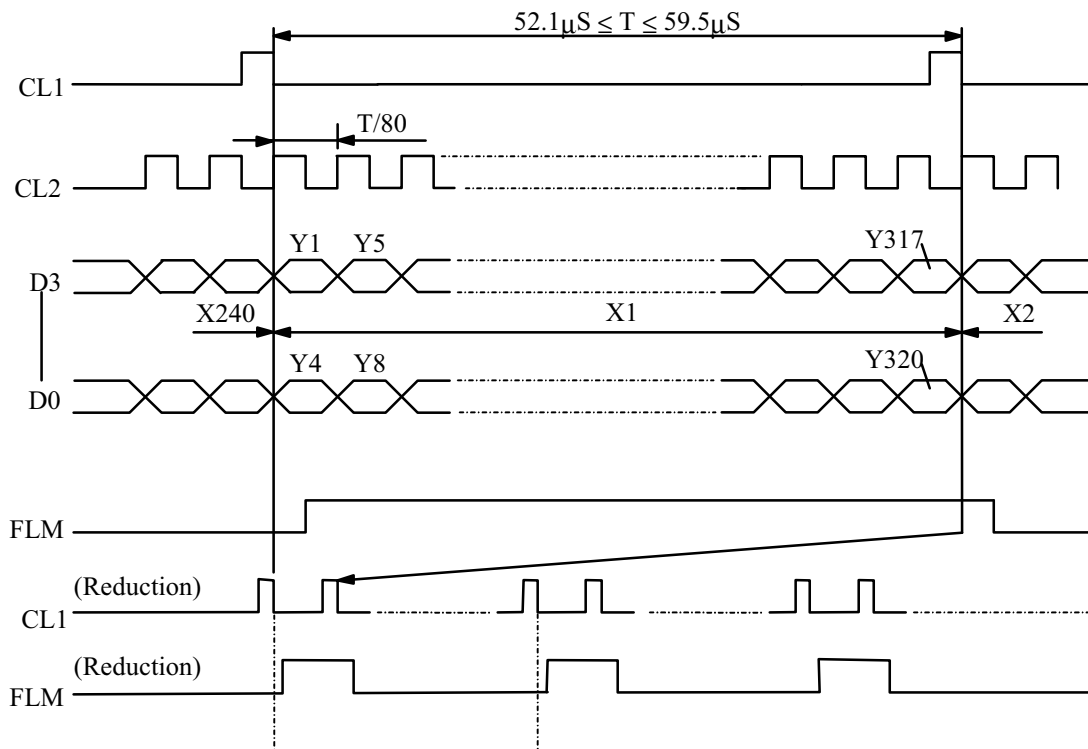 52.1μS ≤ T ≤ 59.5μS
CL1
T/80
CL2
Y1 Y5 Y317
D3
X240 X1 X2
Y4 Y8 Y320
D0
FLM
(Reduction)
CL1
(Reduction)
FLM